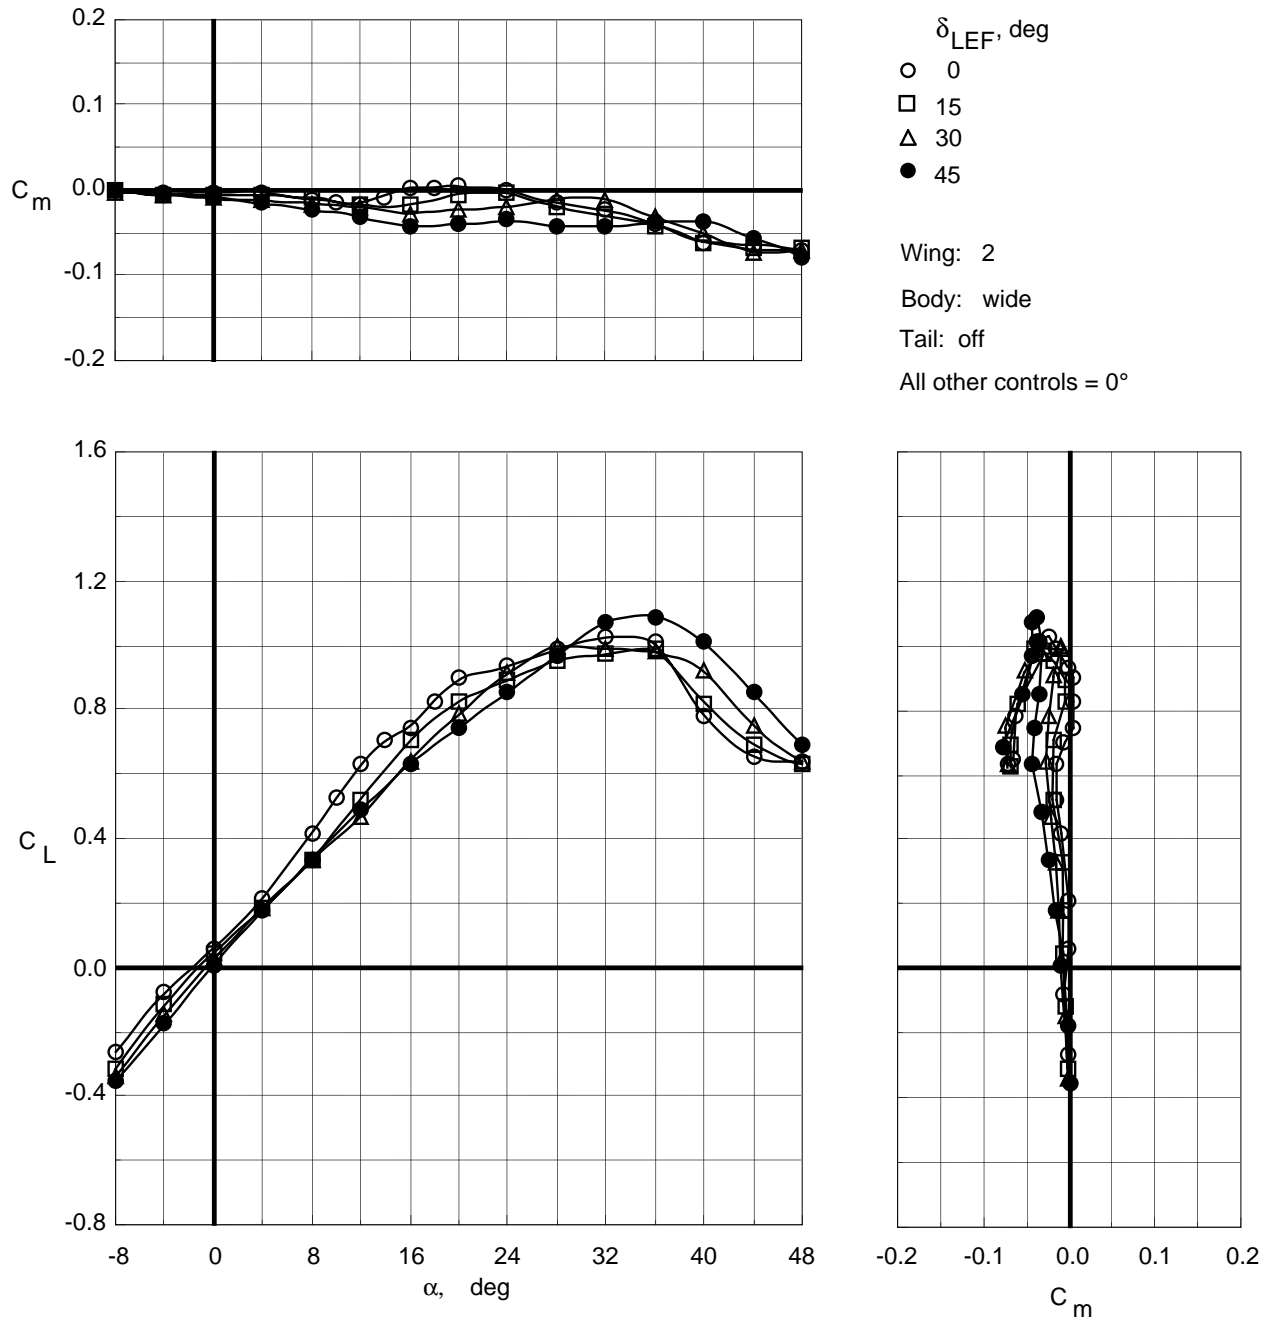 0.2
0.1
0.0
-0.1
-0.2
C m
δLEF, deg
0
15
30
45
Wing: 2
Body: wide
Tail: off
All other controls = 0°
1.6
1.2
0.8
0.4
0.0
-0.4
-0.8
C L
-8 0 8 16 24 32 40 48
α, deg
-0.2 -0.1 0.0 0.1 0.2
C m